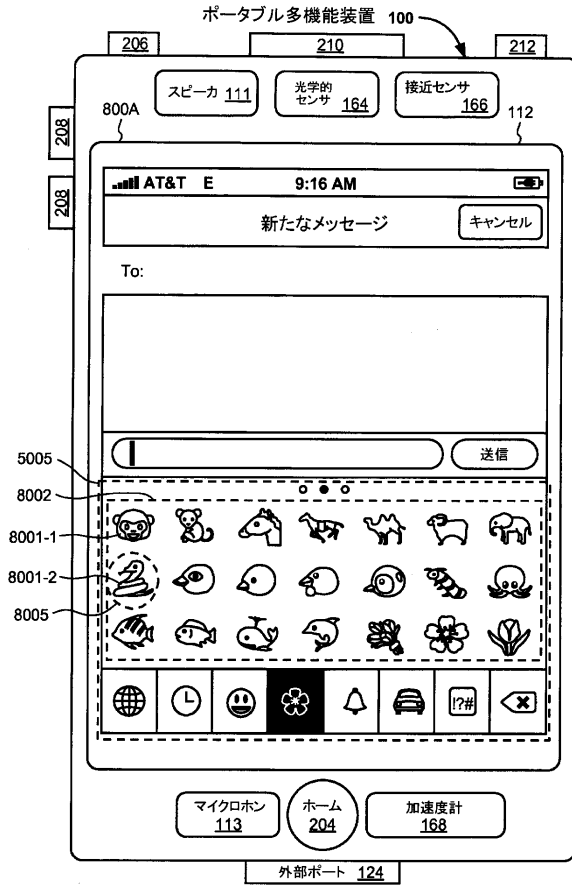 ポータブル多機能装置 100
206
210
212
スピーカ 111
光学的
センサ 164
接近センサ
166
800A
112
208
208
AT&T E 9:16 AM
新たなメッセージ
キャンセル
To:
送信
5005
8002
8001-1
8001-2
8005
!?#
マイクロホン
113
ホーム
204
加速度計
168
外部ポート 124